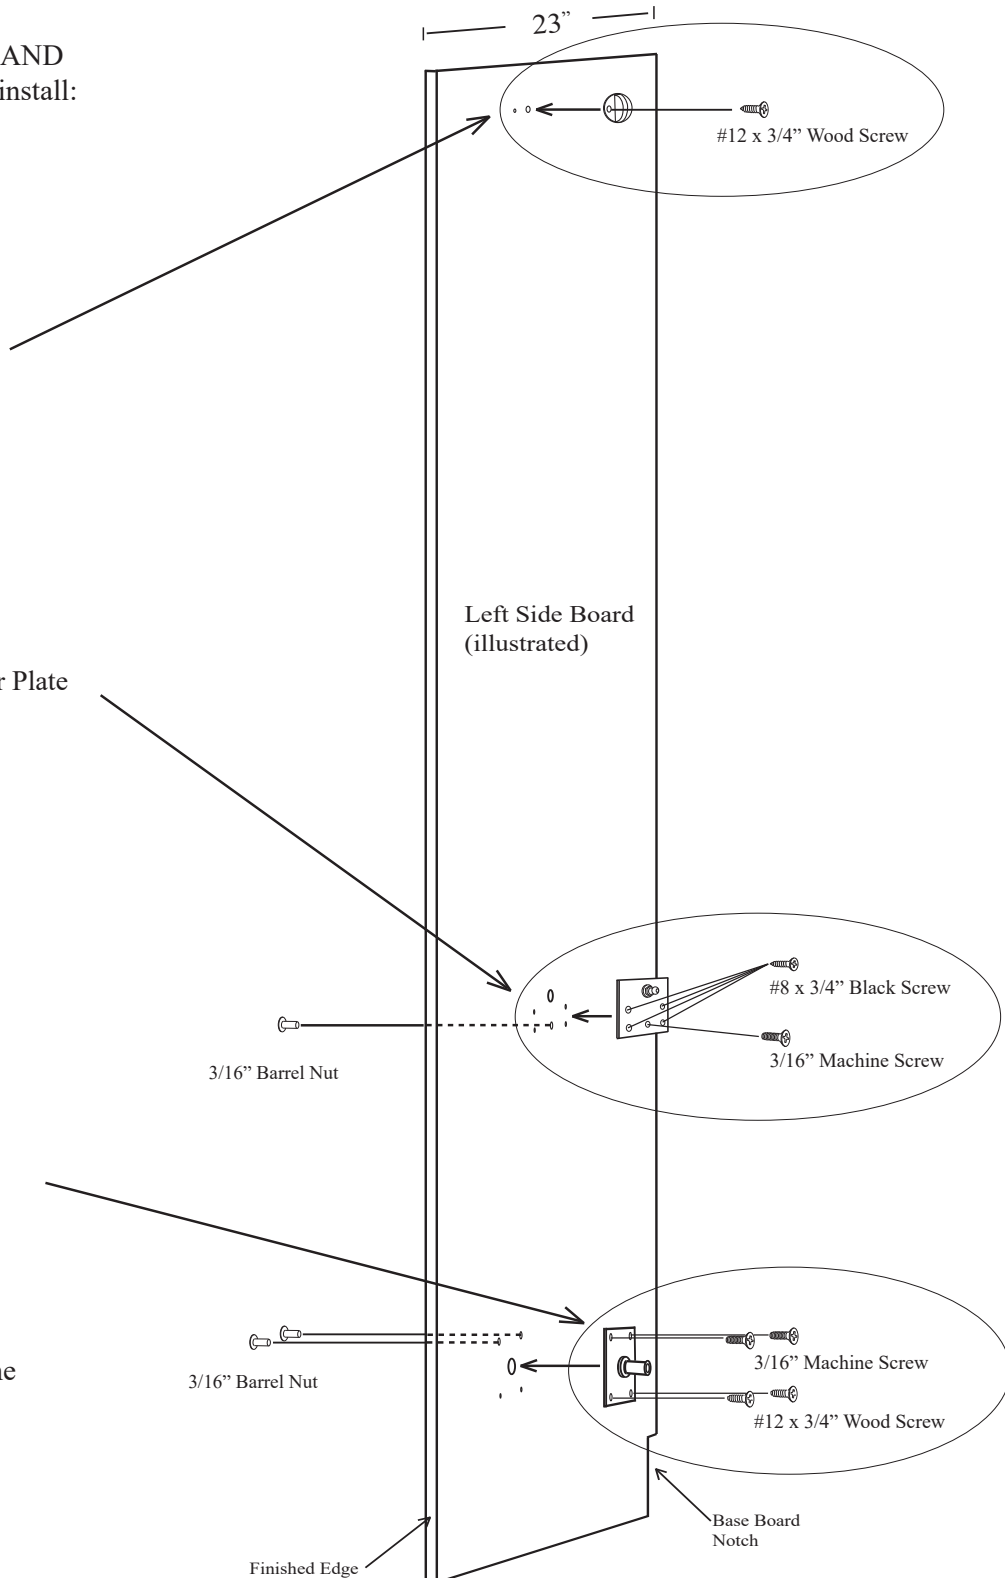 AND
install:
23”
#12 x 3/4” Wood Screw
Left Side Board
(illustrated)
Plate
#8 x 3/4” Black Screw
3/16” Machine Screw
3/16” Barrel Nut
3/16” Machine Screw
3/16” Barrel Nut
#12 x 3/4” Wood Screw
Base Board
Notch
Finished Edge